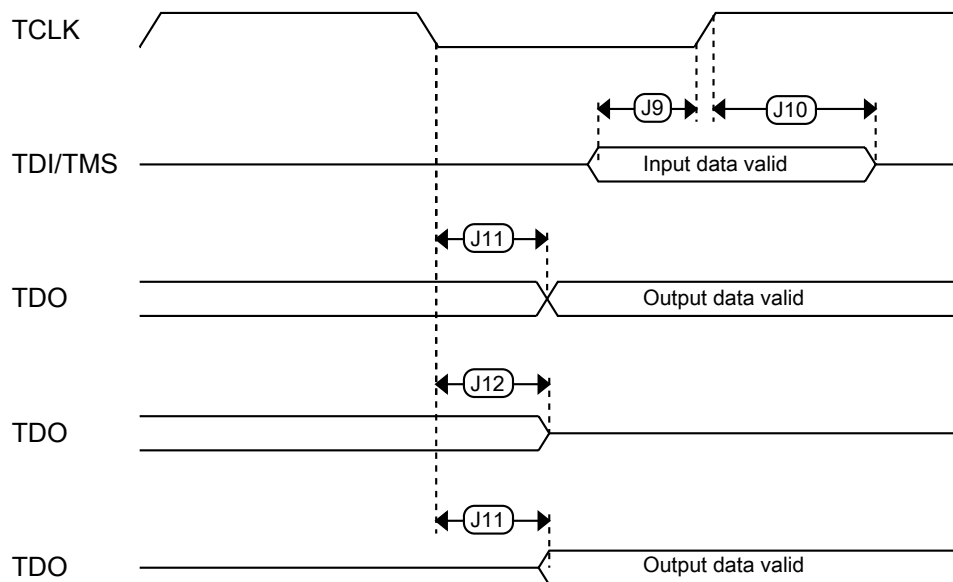 TCLK
J9
J10
TDI/TMS
Input data valid
J11
TDO
Output data valid
J12
TDO
J11
TDO
Output data valid